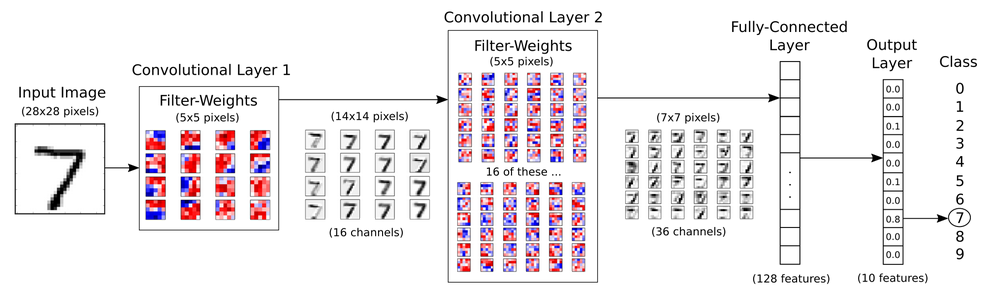 Input Image
(28x28 pixels)
Convolutional Layer 1
Filter-Weights
(5x5 pixels)
(14x14 pixels)
(16 channels)
Convolutional Layer 2
Filter-Weights
(5x5 pixels)
16 of these ...
(7x7 pixels)
(36 channels)
Fully-Connected
Layer
(128 features)
Output
Layer
0.0
0.0
0.1
0.0
0.0
0.1
0.0
0.8
0.0
0.0
(10 features)
Class
0
1
2
3
4
5
6
7
8
9
7